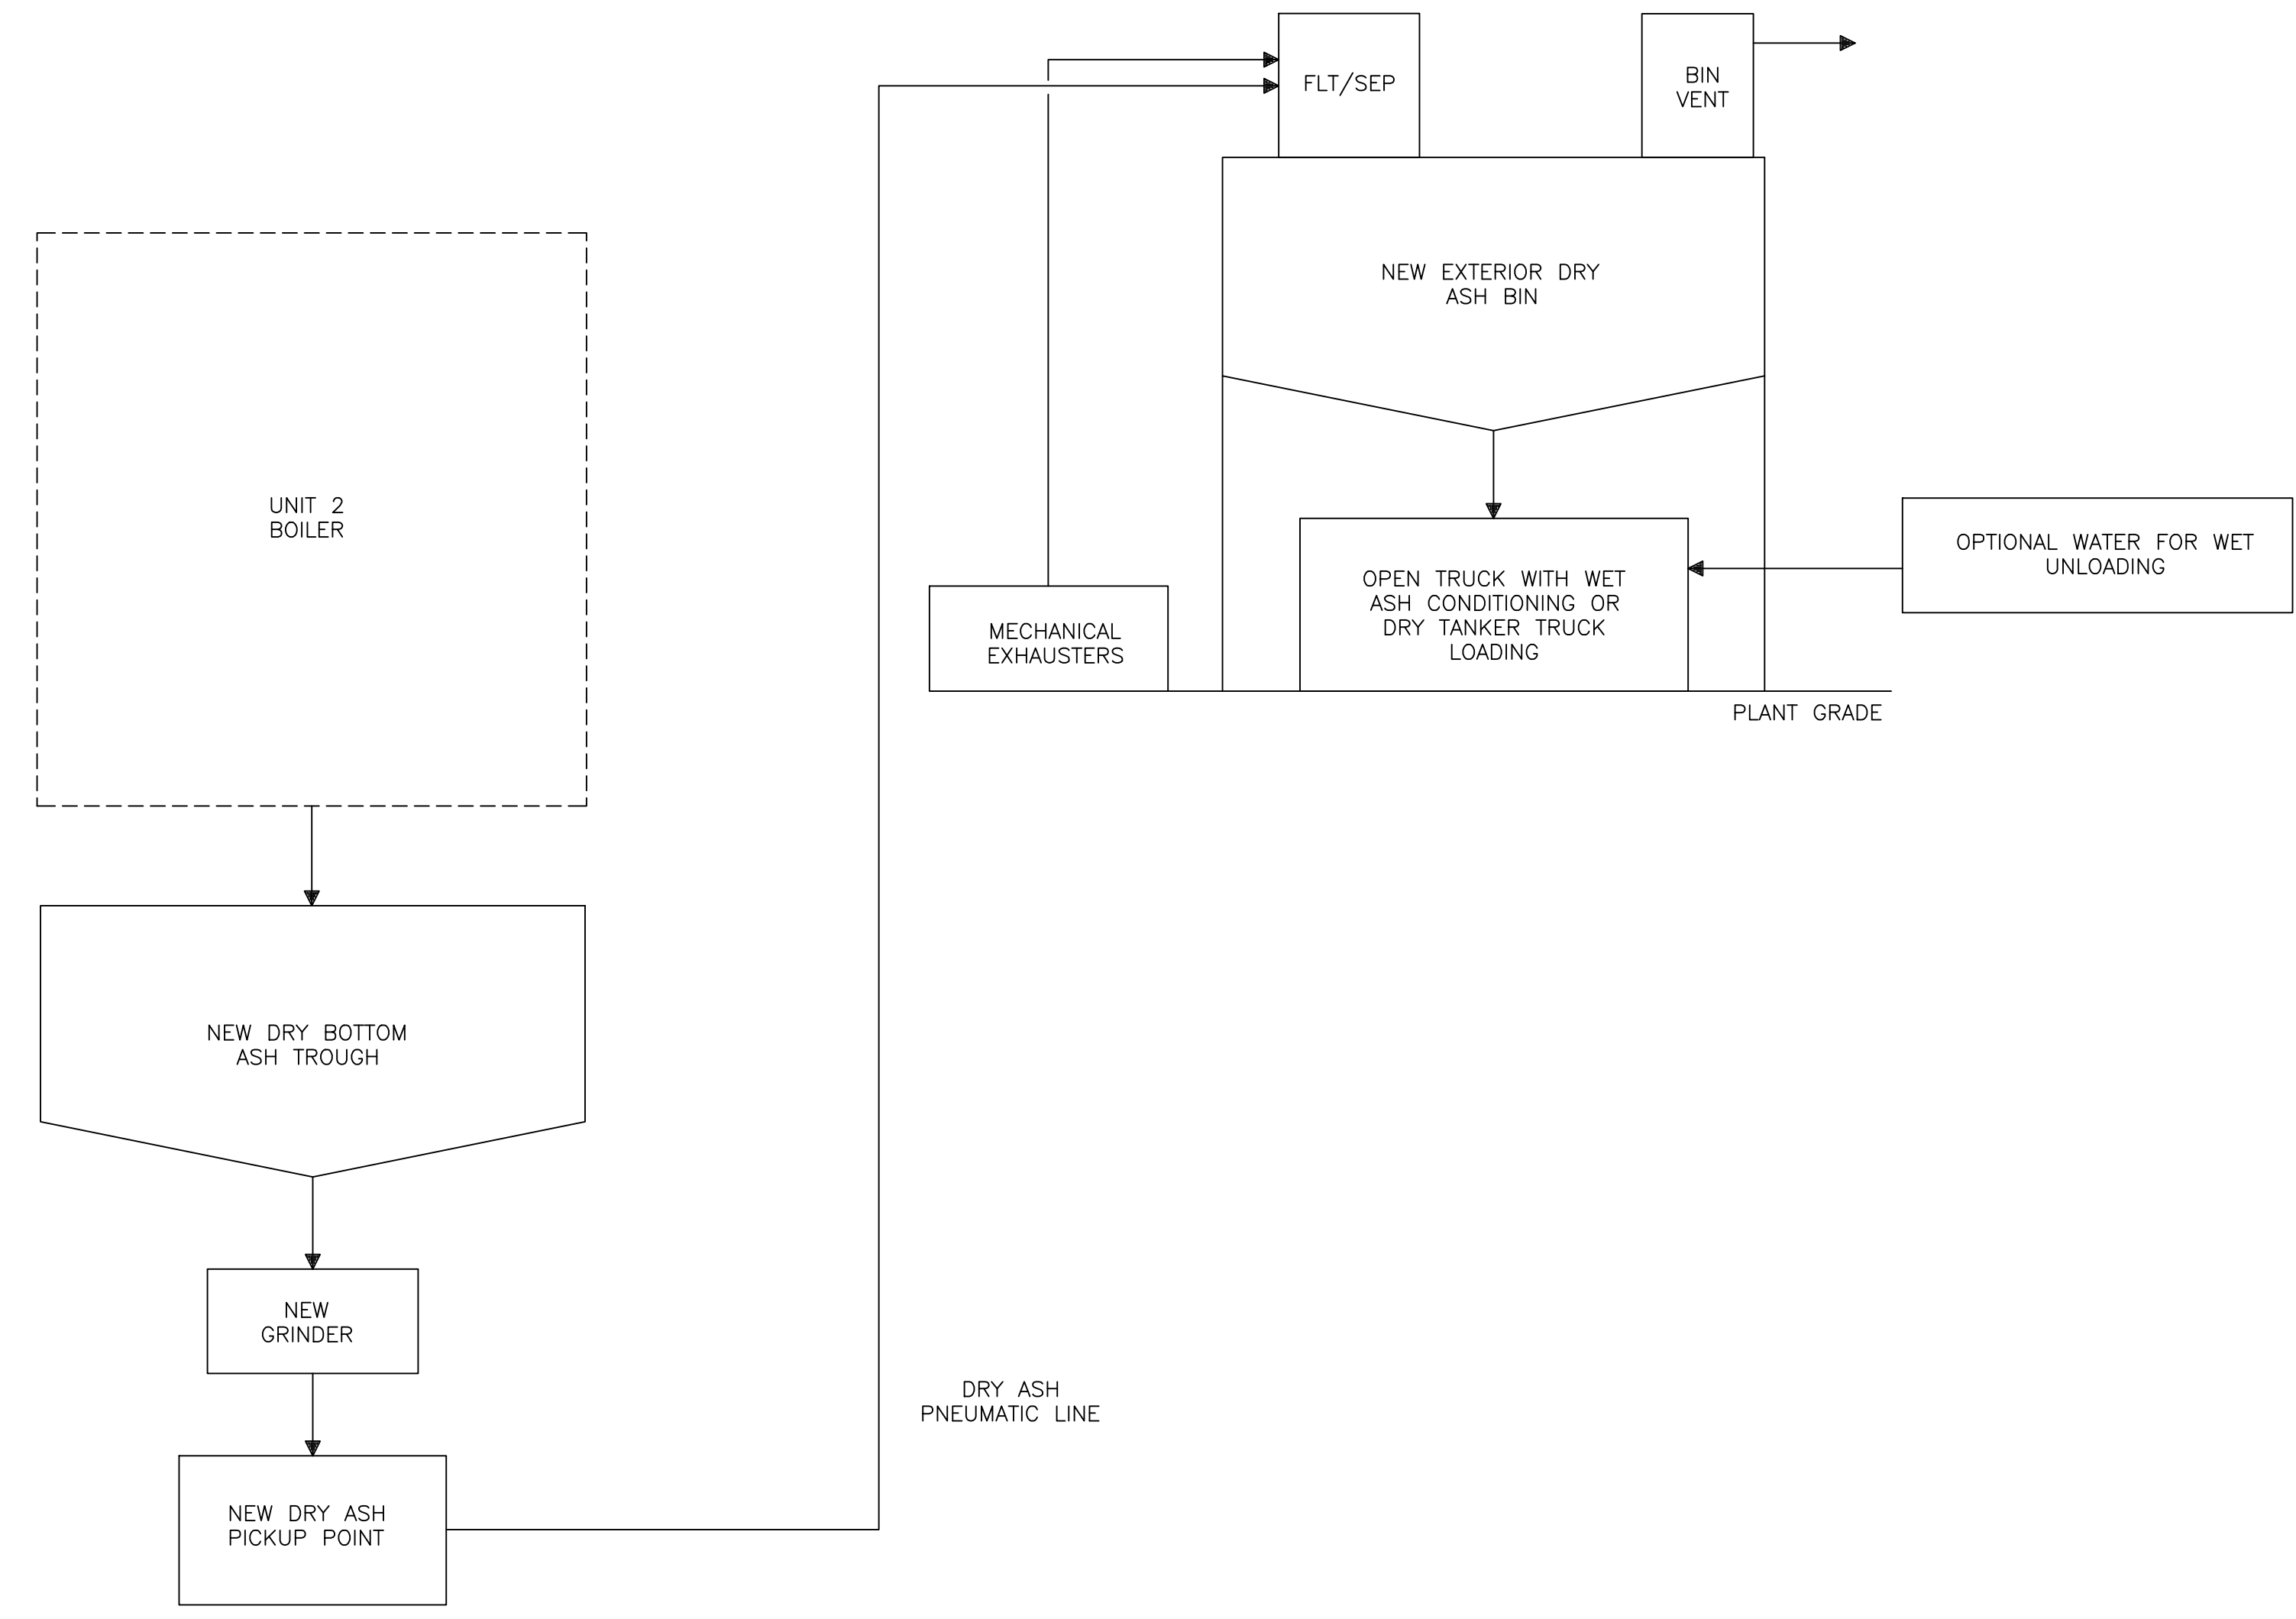 FLT/SEP
BIN
VENT
NEW EXTERIOR DRY
ASH BIN
UNIT 2
BOILER
OPTIONAL WATER FOR WET
UNLOADING
OPEN TRUCK WITH WET
ASH CONDITIONING OR
DRY TANKER TRUCK
LOADING
MECHANICAL
EXHAUSTERS
PLANT GRADE
NEW DRY BOTTOM
ASH TROUGH
NEW
GRINDER
DRY ASH
PNEUMATIC LINE
NEW DRY ASH
PICKUP POINT